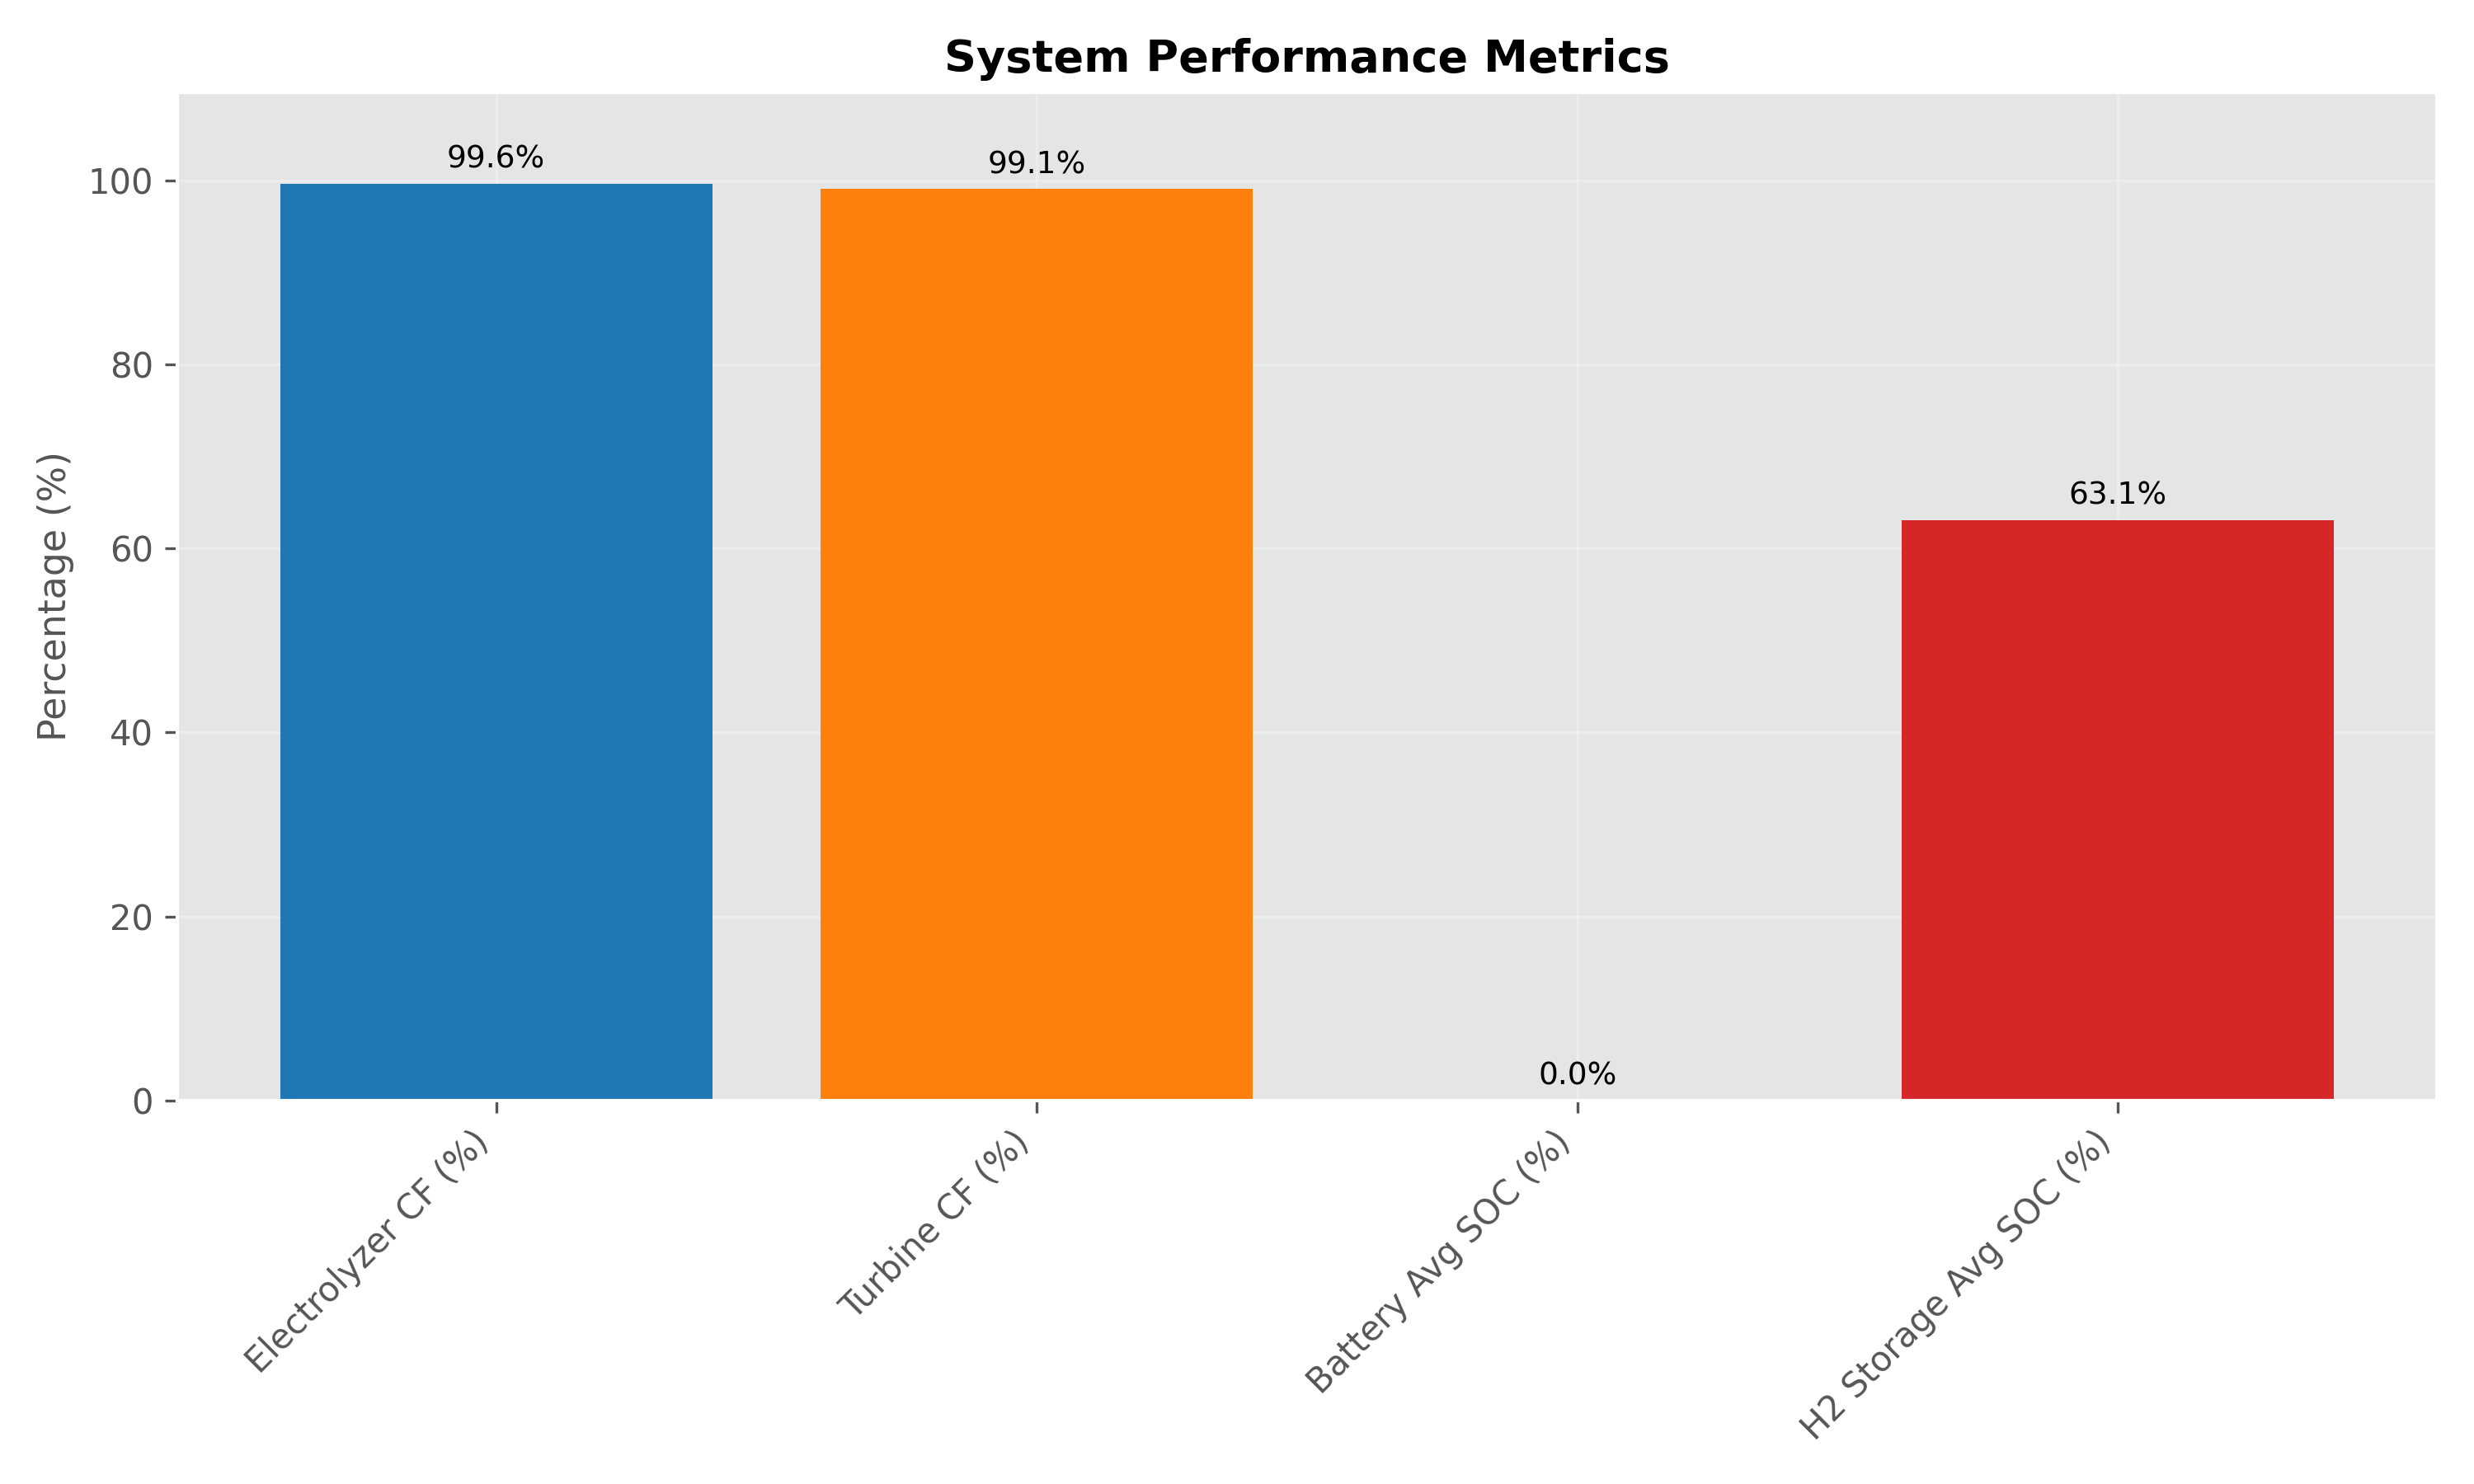 System Performance Metrics
Percentage (%)
100
80
60
40
20
0
99.6%
99.1%
0.0%
63.1%
Electrolyzer CF (%)
Turbine CF (%)
Battery Avg SOC (%)
H2 Storage Avg SOC (%)